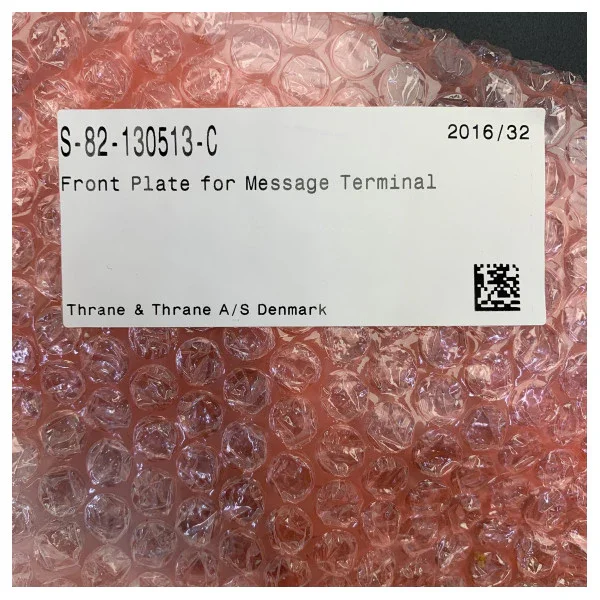 S-82-130513-C
2016/32
Front Plate for Message Terminal
Thrane & Thrane A/S Denmark